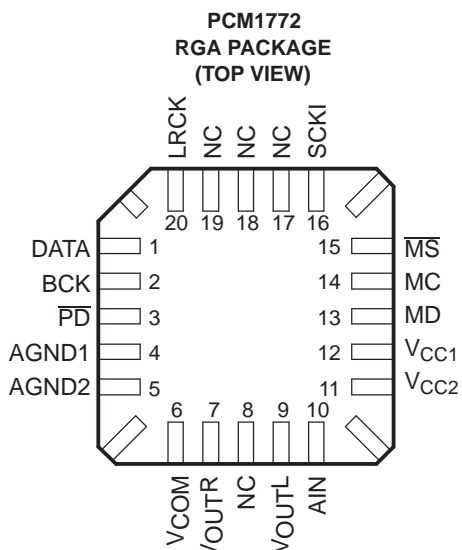 PCM1772
RGA PACKAGE
(TOP VIEW)
LRCK
NC
NC
NC
SCKI
20
19
18
17
16
DATA
1
BCK
2
P̅D̅
3
AGND1
4
AGND2
5
15
M̅S̅
14
MC
13
MD
12
VCC1
11
VCC2
6
7
8
9
10
VCOM
VOUTR
NC
VOUTL
AIN